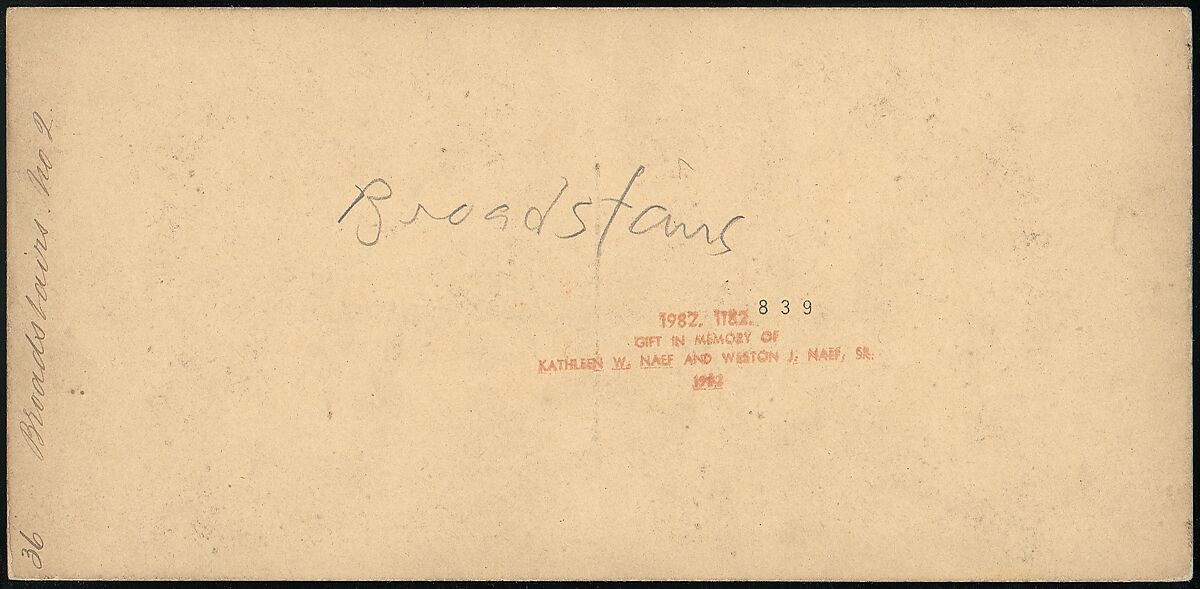 36 Broadstairs. No 2.
Broadstairs
1982. 1182. 839
GIFT IN MEMORY OF
KATHLEEN W. NAEF AND WESTON J. NAEF, SR.
1982